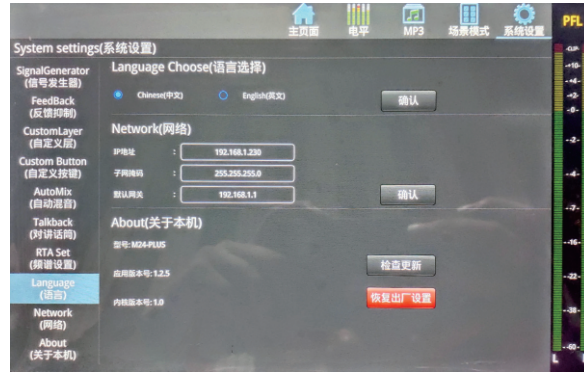 主页面 电平 MP3 场景模式 系统设置 PFL
System settings(系统设置)
SignalGenerator
(信号发生器)
FeedBack
(反馈抑制)
CustomLayer
(自定义层)
Custom Button
(自定义按键)
AutoMix
(自动混音)
Talkback
(对讲话筒)
RTA Set
(频谱设置)
Language
(语言)
Network
(网络)
About
(关于本机)
Language Choose(语言选择)
Chinese(中文) English(英文) 确认
Network(网络)
IP地址 : 192.168.1.230
子网掩码 : 255.255.255.0
默认网关 : 192.168.1.1 确认
About(关于本机)
型号: M24-PLUS
检查更新
应用版本号:1.2.5
恢复出厂设置
内核版本号:1.0
L